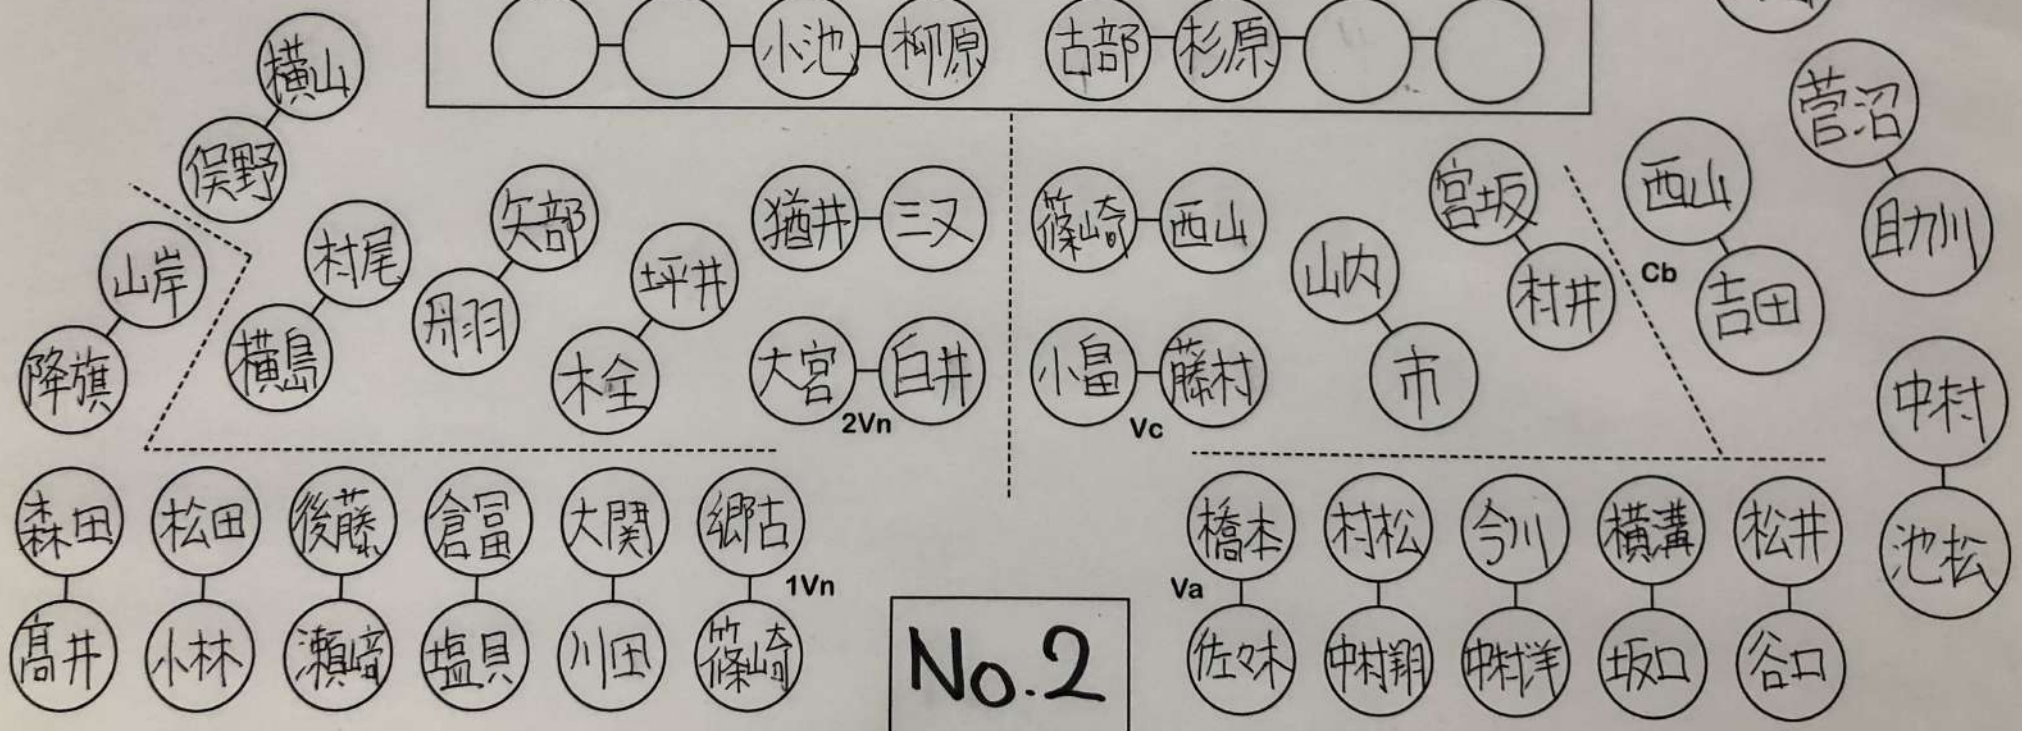 小池 柳原 古部 杉原
横山
俣野
菅沼
助川
山岸
降旗
村尾
横島
矢部
丹羽
坪井
栓
猶井 三又
大宮 臼井
2Vn
篠崎 西山
小畠 藤村
Vc
山内
市
宮坂
村井
Cb
西山
吉田
中村
池松
森田 松田 後藤 倉冨 大関 郷古
1Vn
高井 小林 瀬﨑 塩貝 川田 篠崎
No.2
橋本 村松 今川 横溝 松井
Va
佐々木 中村翔 中村洋 坂口 谷口